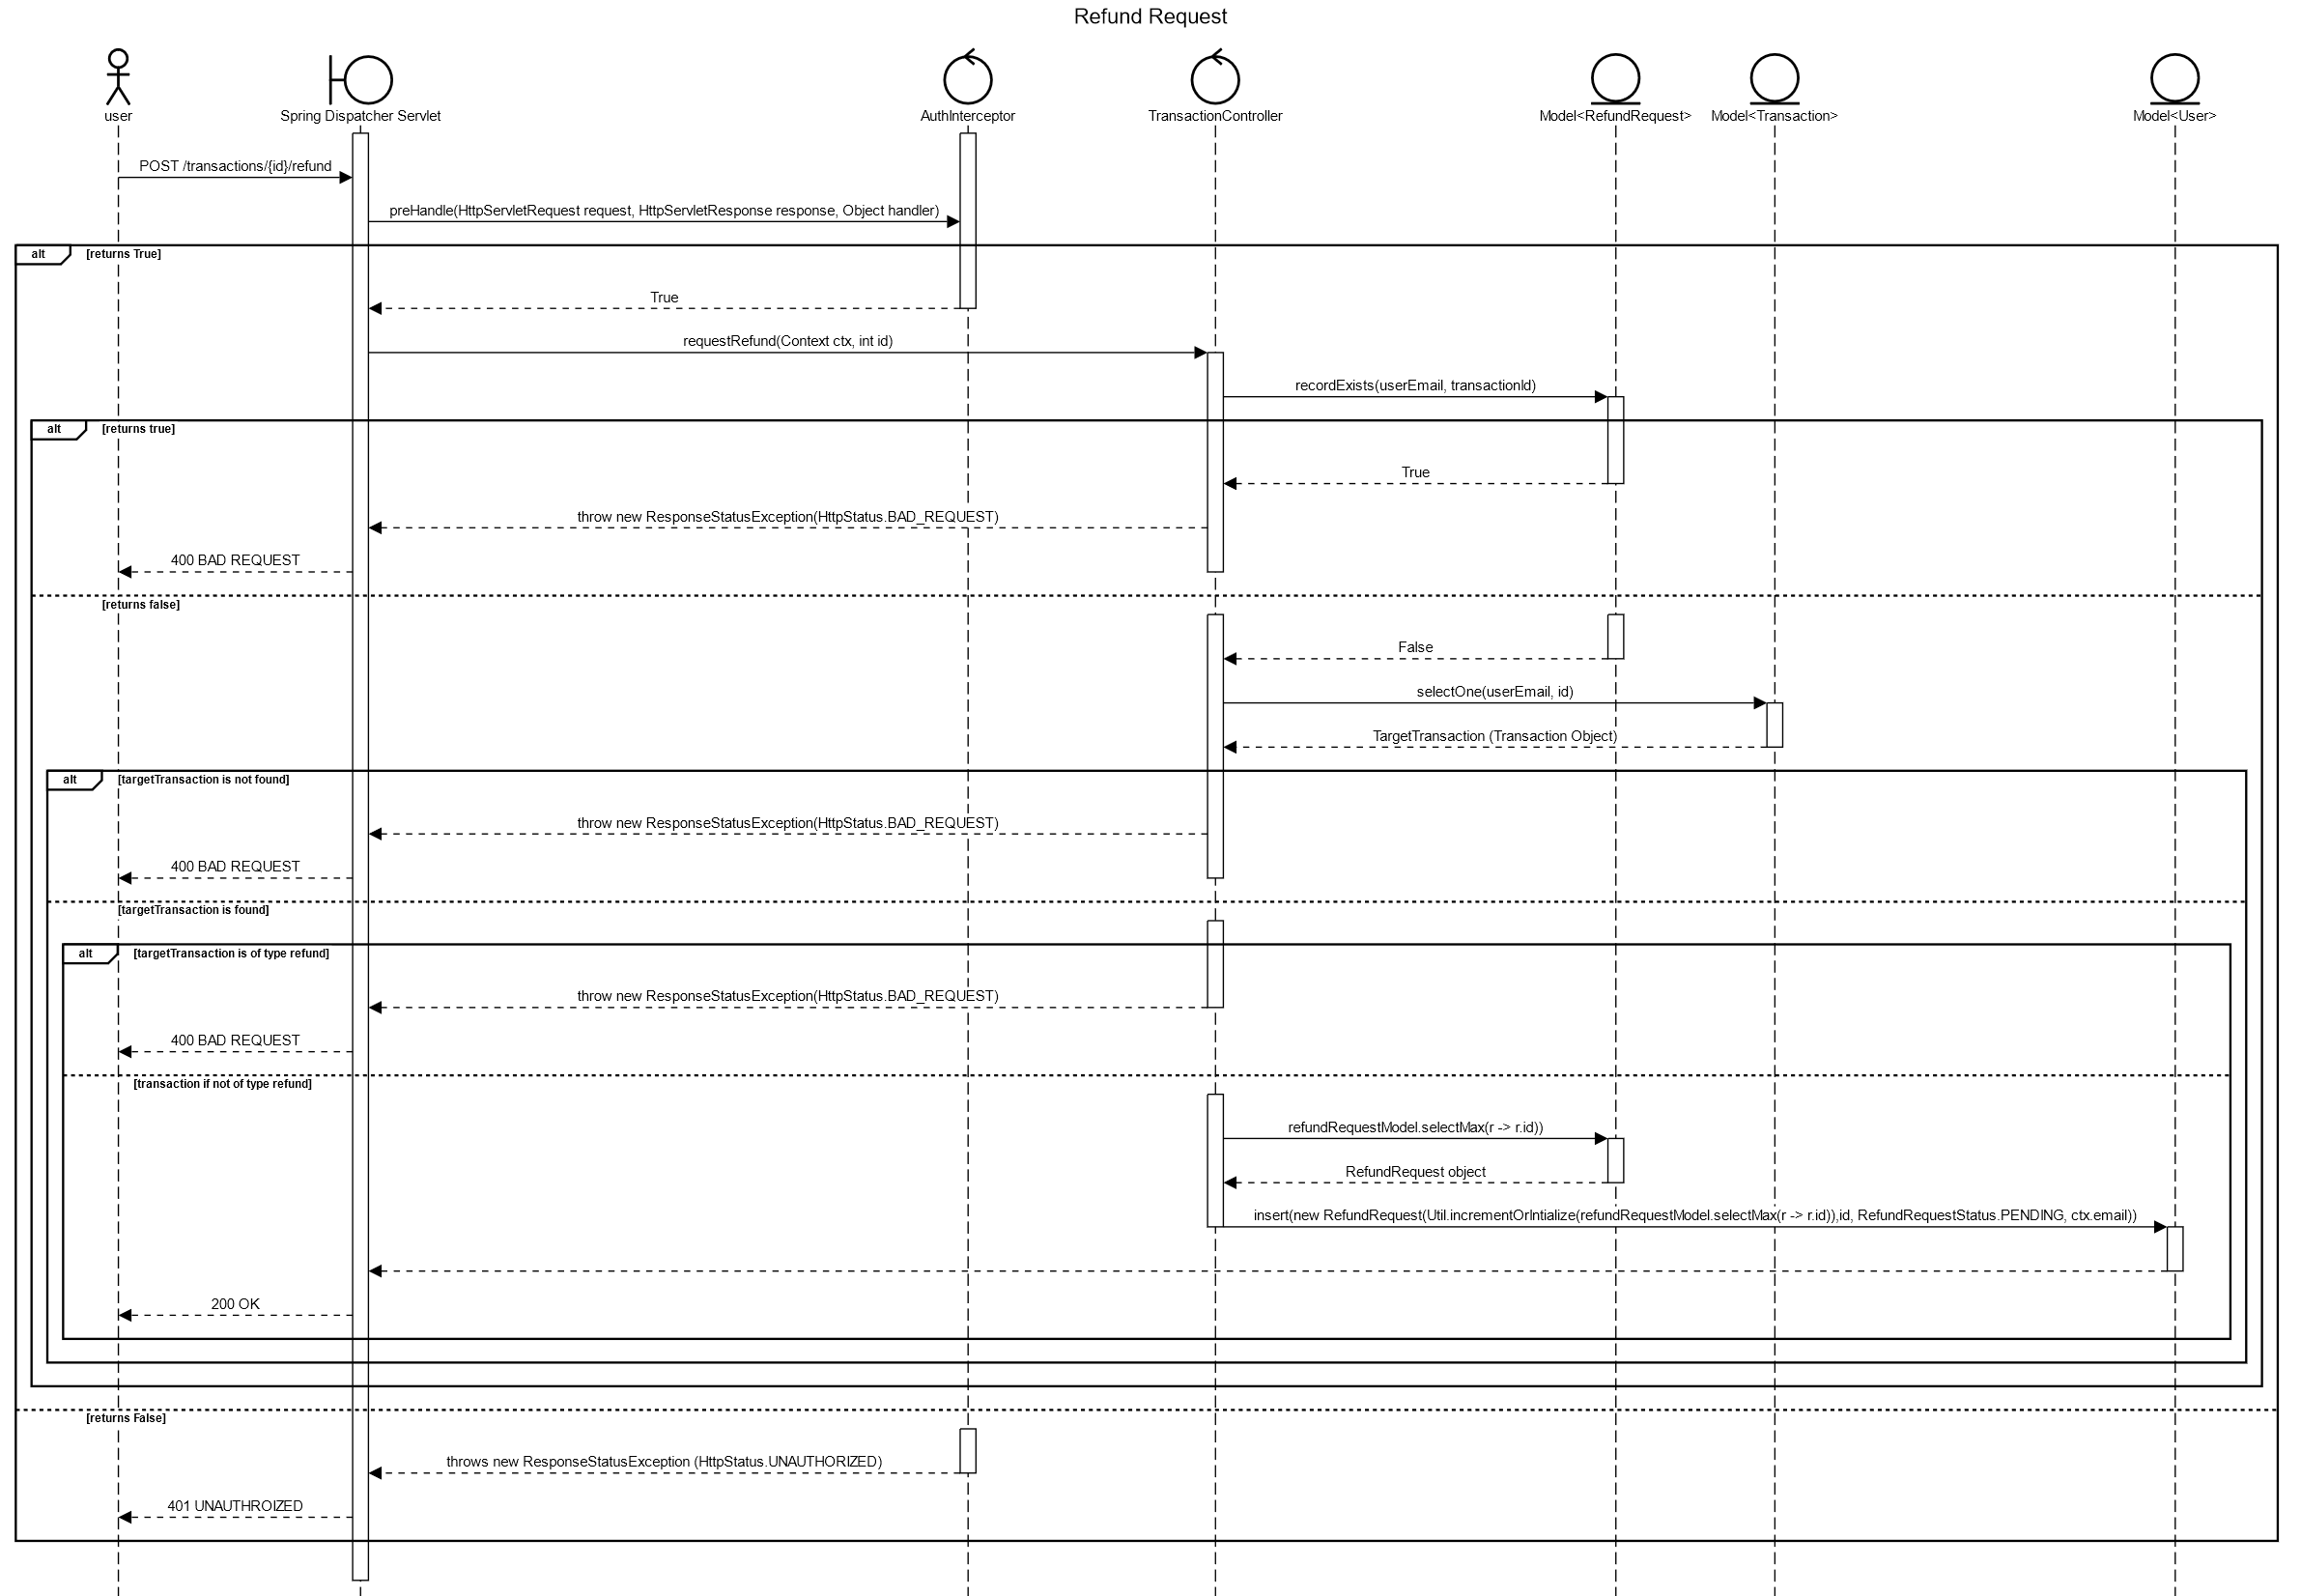 Refund Request
user
Spring Dispatcher Servlet
AuthInterceptor
TransactionController
Model<RefundRequest>
Model<Transaction>
Model<User>
POST /transactions/{id}/refund
preHandle(HttpServletRequest request, HttpServletResponse response, Object handler)
alt
[returns True]
True
requestRefund(Context ctx, int id)
recordExists(userEmail, transactionId)
alt
[returns true]
True
throw new ResponseStatusException(HttpStatus.BAD_REQUEST)
400 BAD REQUEST
[returns false]
False
selectOne(userEmail, id)
TargetTransaction (Transaction Object)
alt
[targetTransaction is not found]
throw new ResponseStatusException(HttpStatus.BAD_REQUEST)
400 BAD REQUEST
[targetTransaction is found]
alt
[targetTransaction is of type refund]
throw new ResponseStatusException(HttpStatus.BAD_REQUEST)
400 BAD REQUEST
[transaction if not of type refund]
refundRequestModel.selectMax(r -> r.id))
RefundRequest object
insert(new RefundRequest(Util.incrementOrIntialize(refundRequestModel.selectMax(r -> r.id)),id, RefundRequestStatus.PENDING, ctx.email))
200 OK
[returns False]
throws new ResponseStatusException (HttpStatus.UNAUTHORIZED)
401 UNAUTHROIZED